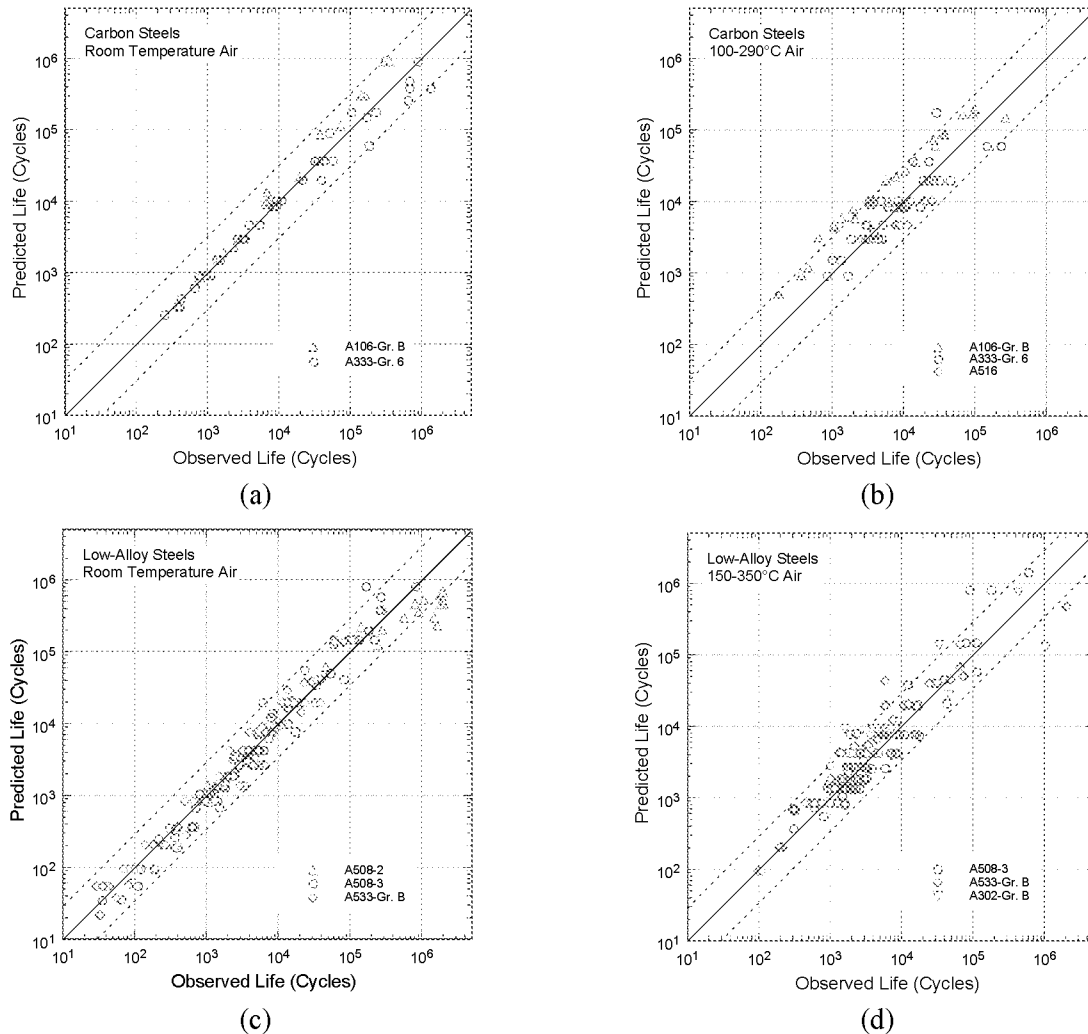 Carbon Steels
Room Temperature Air
Predicted Life (Cycles)
10^6
10^5
10^4
10^3
10^2
10^1
A106-Gr. B
A333-Gr. 6
10^1 10^2 10^3 10^4 10^5 10^6
Observed Life (Cycles)
(a)
Carbon Steels
100-290°C Air
Predicted Life (Cycles)
10^6
10^5
10^4
10^3
10^2
10^1
A106-Gr. B
A333-Gr. 6
A516
10^1 10^2 10^3 10^4 10^5 10^6
Observed Life (Cycles)
(b)
Low-Alloy Steels
Room Temperature Air
Predicted Life (Cycles)
10^6
10^5
10^4
10^3
10^2
10^1
A508-2
A508-3
A533-Gr. B
10^1 10^2 10^3 10^4 10^5 10^6
Observed Life (Cycles)
(c)
Low-Alloy Steels
150-350°C Air
Predicted Life (Cycles)
10^6
10^5
10^4
10^3
10^2
10^1
A508-3
A533-Gr. B
A302-Gr. B
10^1 10^2 10^3 10^4 10^5 10^6
Observed Life (Cycles)
(d)